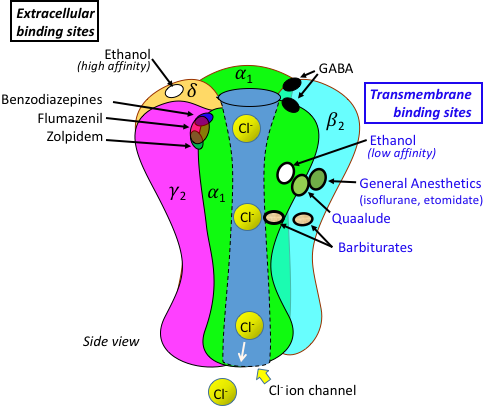 Extracellular
binding sites
Ethanol
(high affinity)
δ
α1
GABA
Benzodiazepines
Flumazenil
Zolpidem
Transmembrane
binding sites
β2
Cl-
Ethanol
(low affinity)
γ2
α1
General Anesthetics
(isoflurane, etomidate)
Quaalude
Cl-
Barbiturates
Cl-
Side view
Cl-
Cl- ion channel